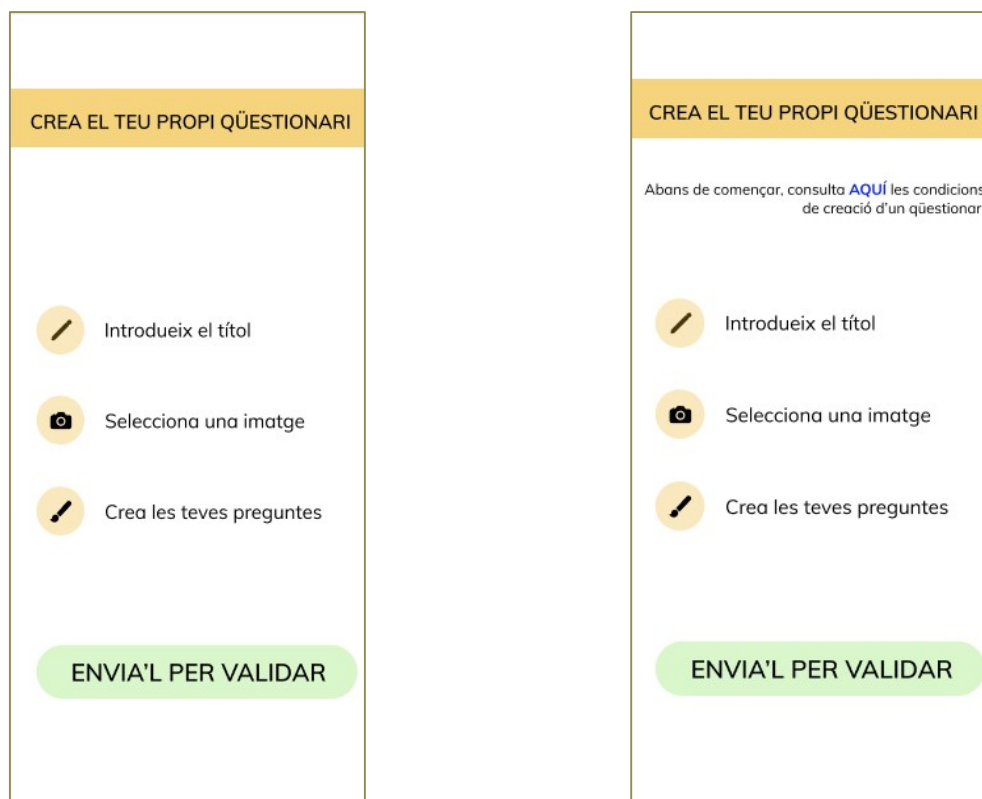 CREA EL TEU PROPI QÜESTIONARI
Introdueix el títol
Selecciona una imatge
Crea les teves preguntes
ENVIA'L PER VALIDAR
CREA EL TEU PROPI QÜESTIONARI
Abans de començar, consulta AQUÍ les condicions
de creació d'un qüestionar
Introdueix el títol
Selecciona una imatge
Crea les teves preguntes
ENVIA'L PER VALIDAR